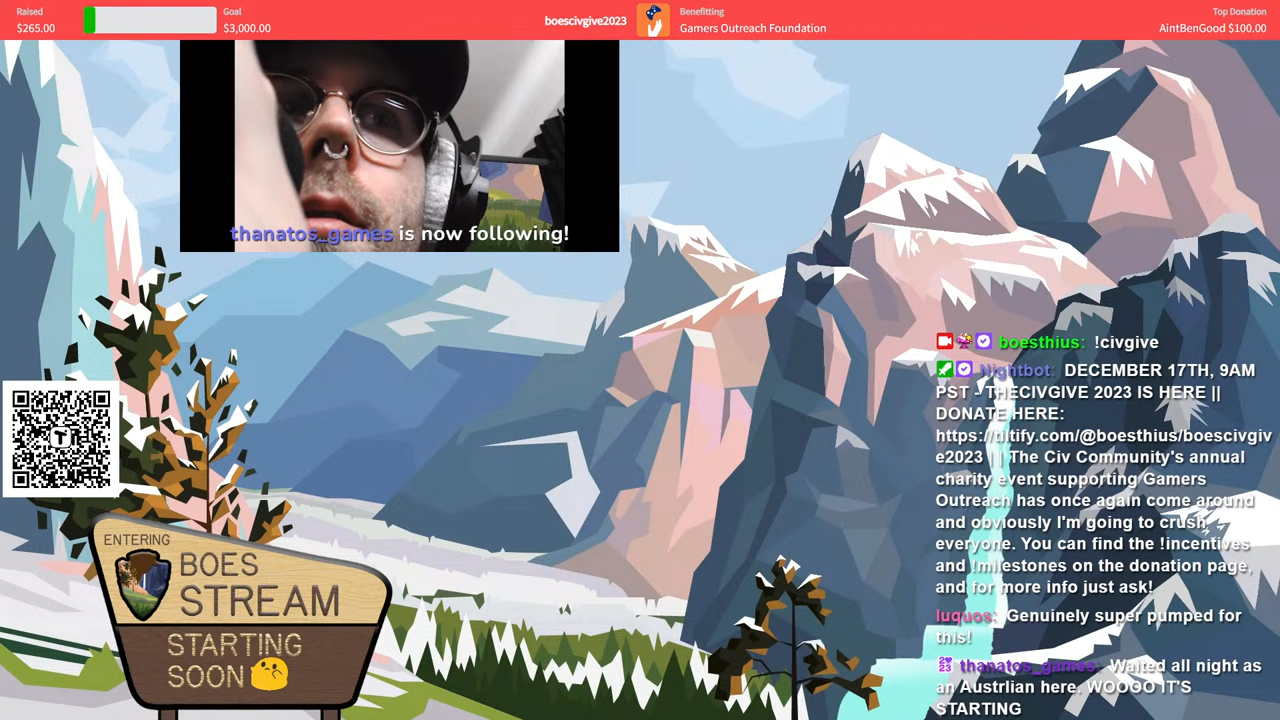 Raised
$265.00
Goal
$3,000.00
boescivgive2023
Benefitting
Gamers Outreach Foundation
Top Donation
AintBenGood $100.00
thanatos_games is now following!
boesthius: !civgive
Nightbot: DECEMBER 17TH, 9AM
PST - THECIVGIVE 2023 IS HERE ||
DONATE HERE:
https://tiltify.com/@boesthius/boescivgiv
e2023 || The Civ Community's annual
charity event supporting Gamers
Outreach has once again come around
and obviously I'm going to crush
everyone. You can find the !incentives
and !milestones on the donation page,
and for more info just ask!
luquos: Genuinely super pumped for
this!
thanatos_games: Waited all night as
an Austrlian here. WOOGO IT'S
STARTING
ENTERING
BOES
STREAM
STARTING
SOON